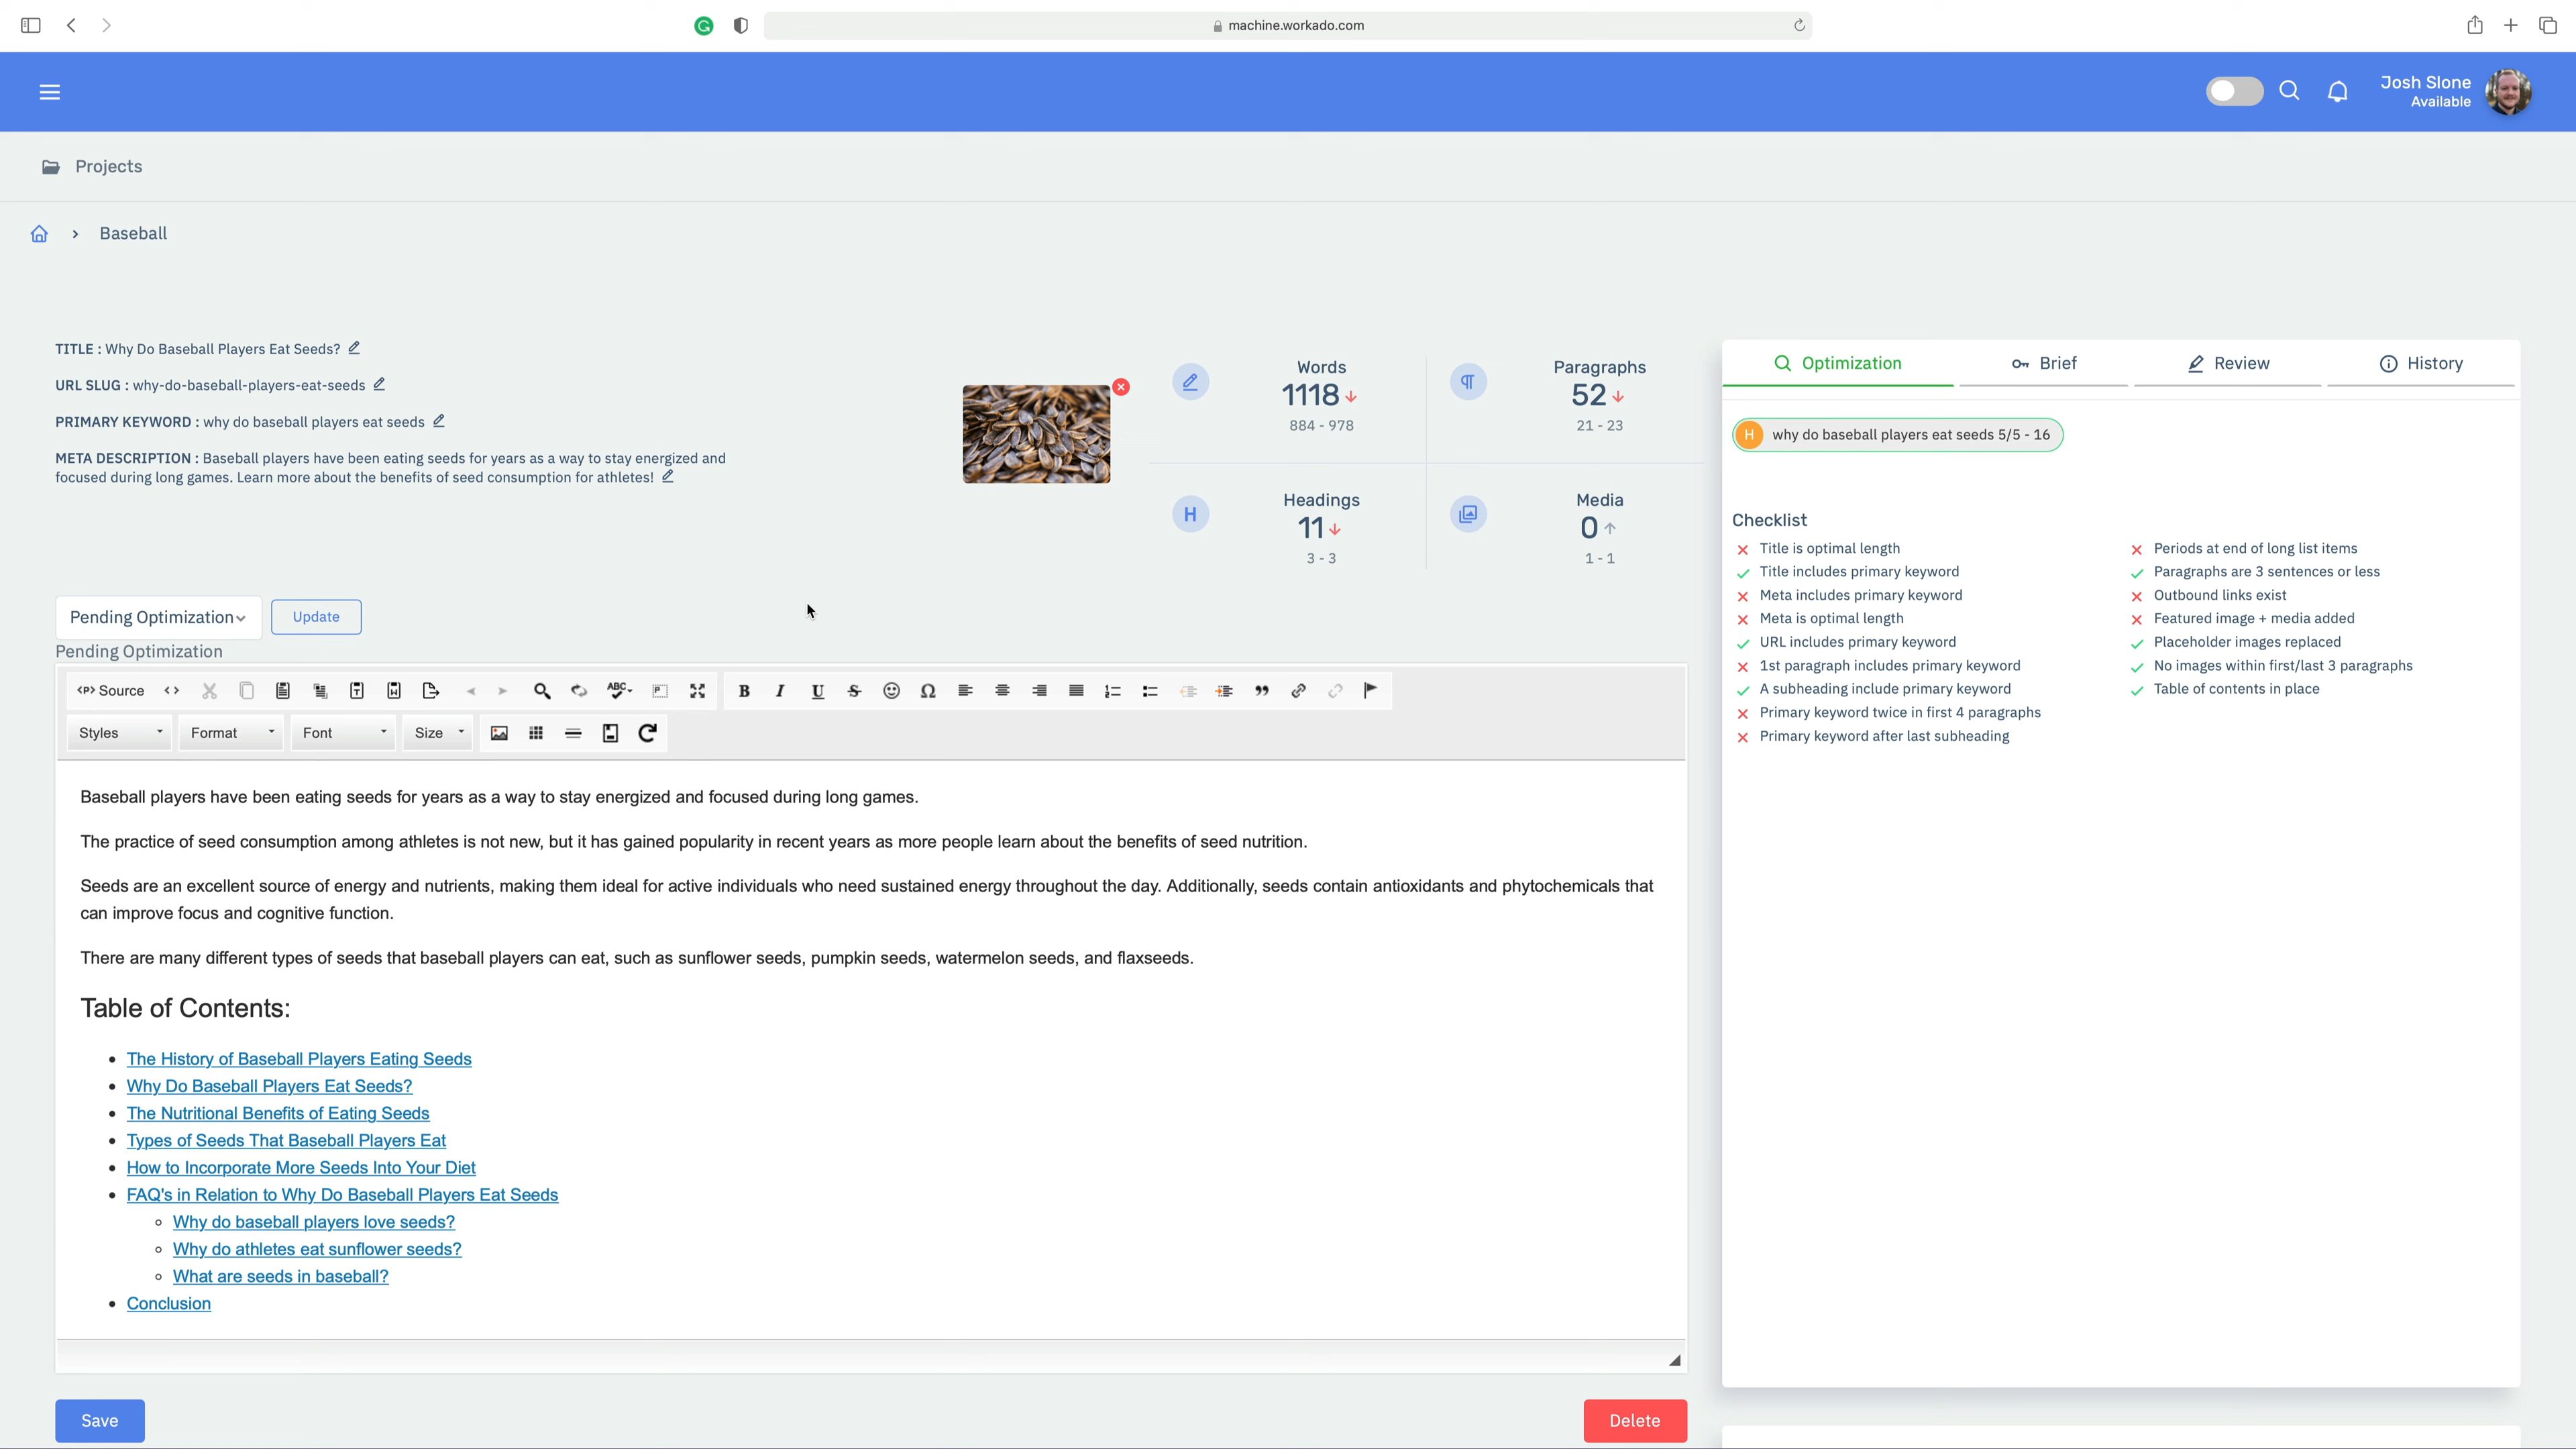 machine.workado.com
Josh Slone
Available
Projects
Baseball
TITLE : Why Do Baseball Players Eat Seeds?
URL SLUG : why-do-baseball-players-eat-seeds
PRIMARY KEYWORD : why do baseball players eat seeds
META DESCRIPTION : Baseball players have been eating seeds for years as a way to stay energized and
focused during long games. Learn more about the benefits of seed consumption for athletes!
Words
1118
884 - 978
Paragraphs
52
21 - 23
H
Headings
11
3 - 3
Media
0
1 - 1
Optimization
Brief
Review
History
H why do baseball players eat seeds 5/5 - 16
Checklist
Title is optimal length
Title includes primary keyword
Meta includes primary keyword
Meta is optimal length
URL includes primary keyword
1st paragraph includes primary keyword
A subheading include primary keyword
Primary keyword twice in first 4 paragraphs
Primary keyword after last subheading
Periods at end of long list items
Paragraphs are 3 sentences or less
Outbound links exist
Featured image + media added
Placeholder images replaced
No images within first/last 3 paragraphs
Table of contents in place
Pending Optimization
Update
Pending Optimization
Source
Styles
Format
Font
Size
Baseball players have been eating seeds for years as a way to stay energized and focused during long games.
The practice of seed consumption among athletes is not new, but it has gained popularity in recent years as more people learn about the benefits of seed nutrition.
Seeds are an excellent source of energy and nutrients, making them ideal for active individuals who need sustained energy throughout the day. Additionally, seeds contain antioxidants and phytochemicals that
can improve focus and cognitive function.
There are many different types of seeds that baseball players can eat, such as sunflower seeds, pumpkin seeds, watermelon seeds, and flaxseeds.
Table of Contents:
The History of Baseball Players Eating Seeds
Why Do Baseball Players Eat Seeds?
The Nutritional Benefits of Eating Seeds
Types of Seeds That Baseball Players Eat
How to Incorporate More Seeds Into Your Diet
FAQ's in Relation to Why Do Baseball Players Eat Seeds
Why do baseball players love seeds?
Why do athletes eat sunflower seeds?
What are seeds in baseball?
Conclusion
Save
Delete